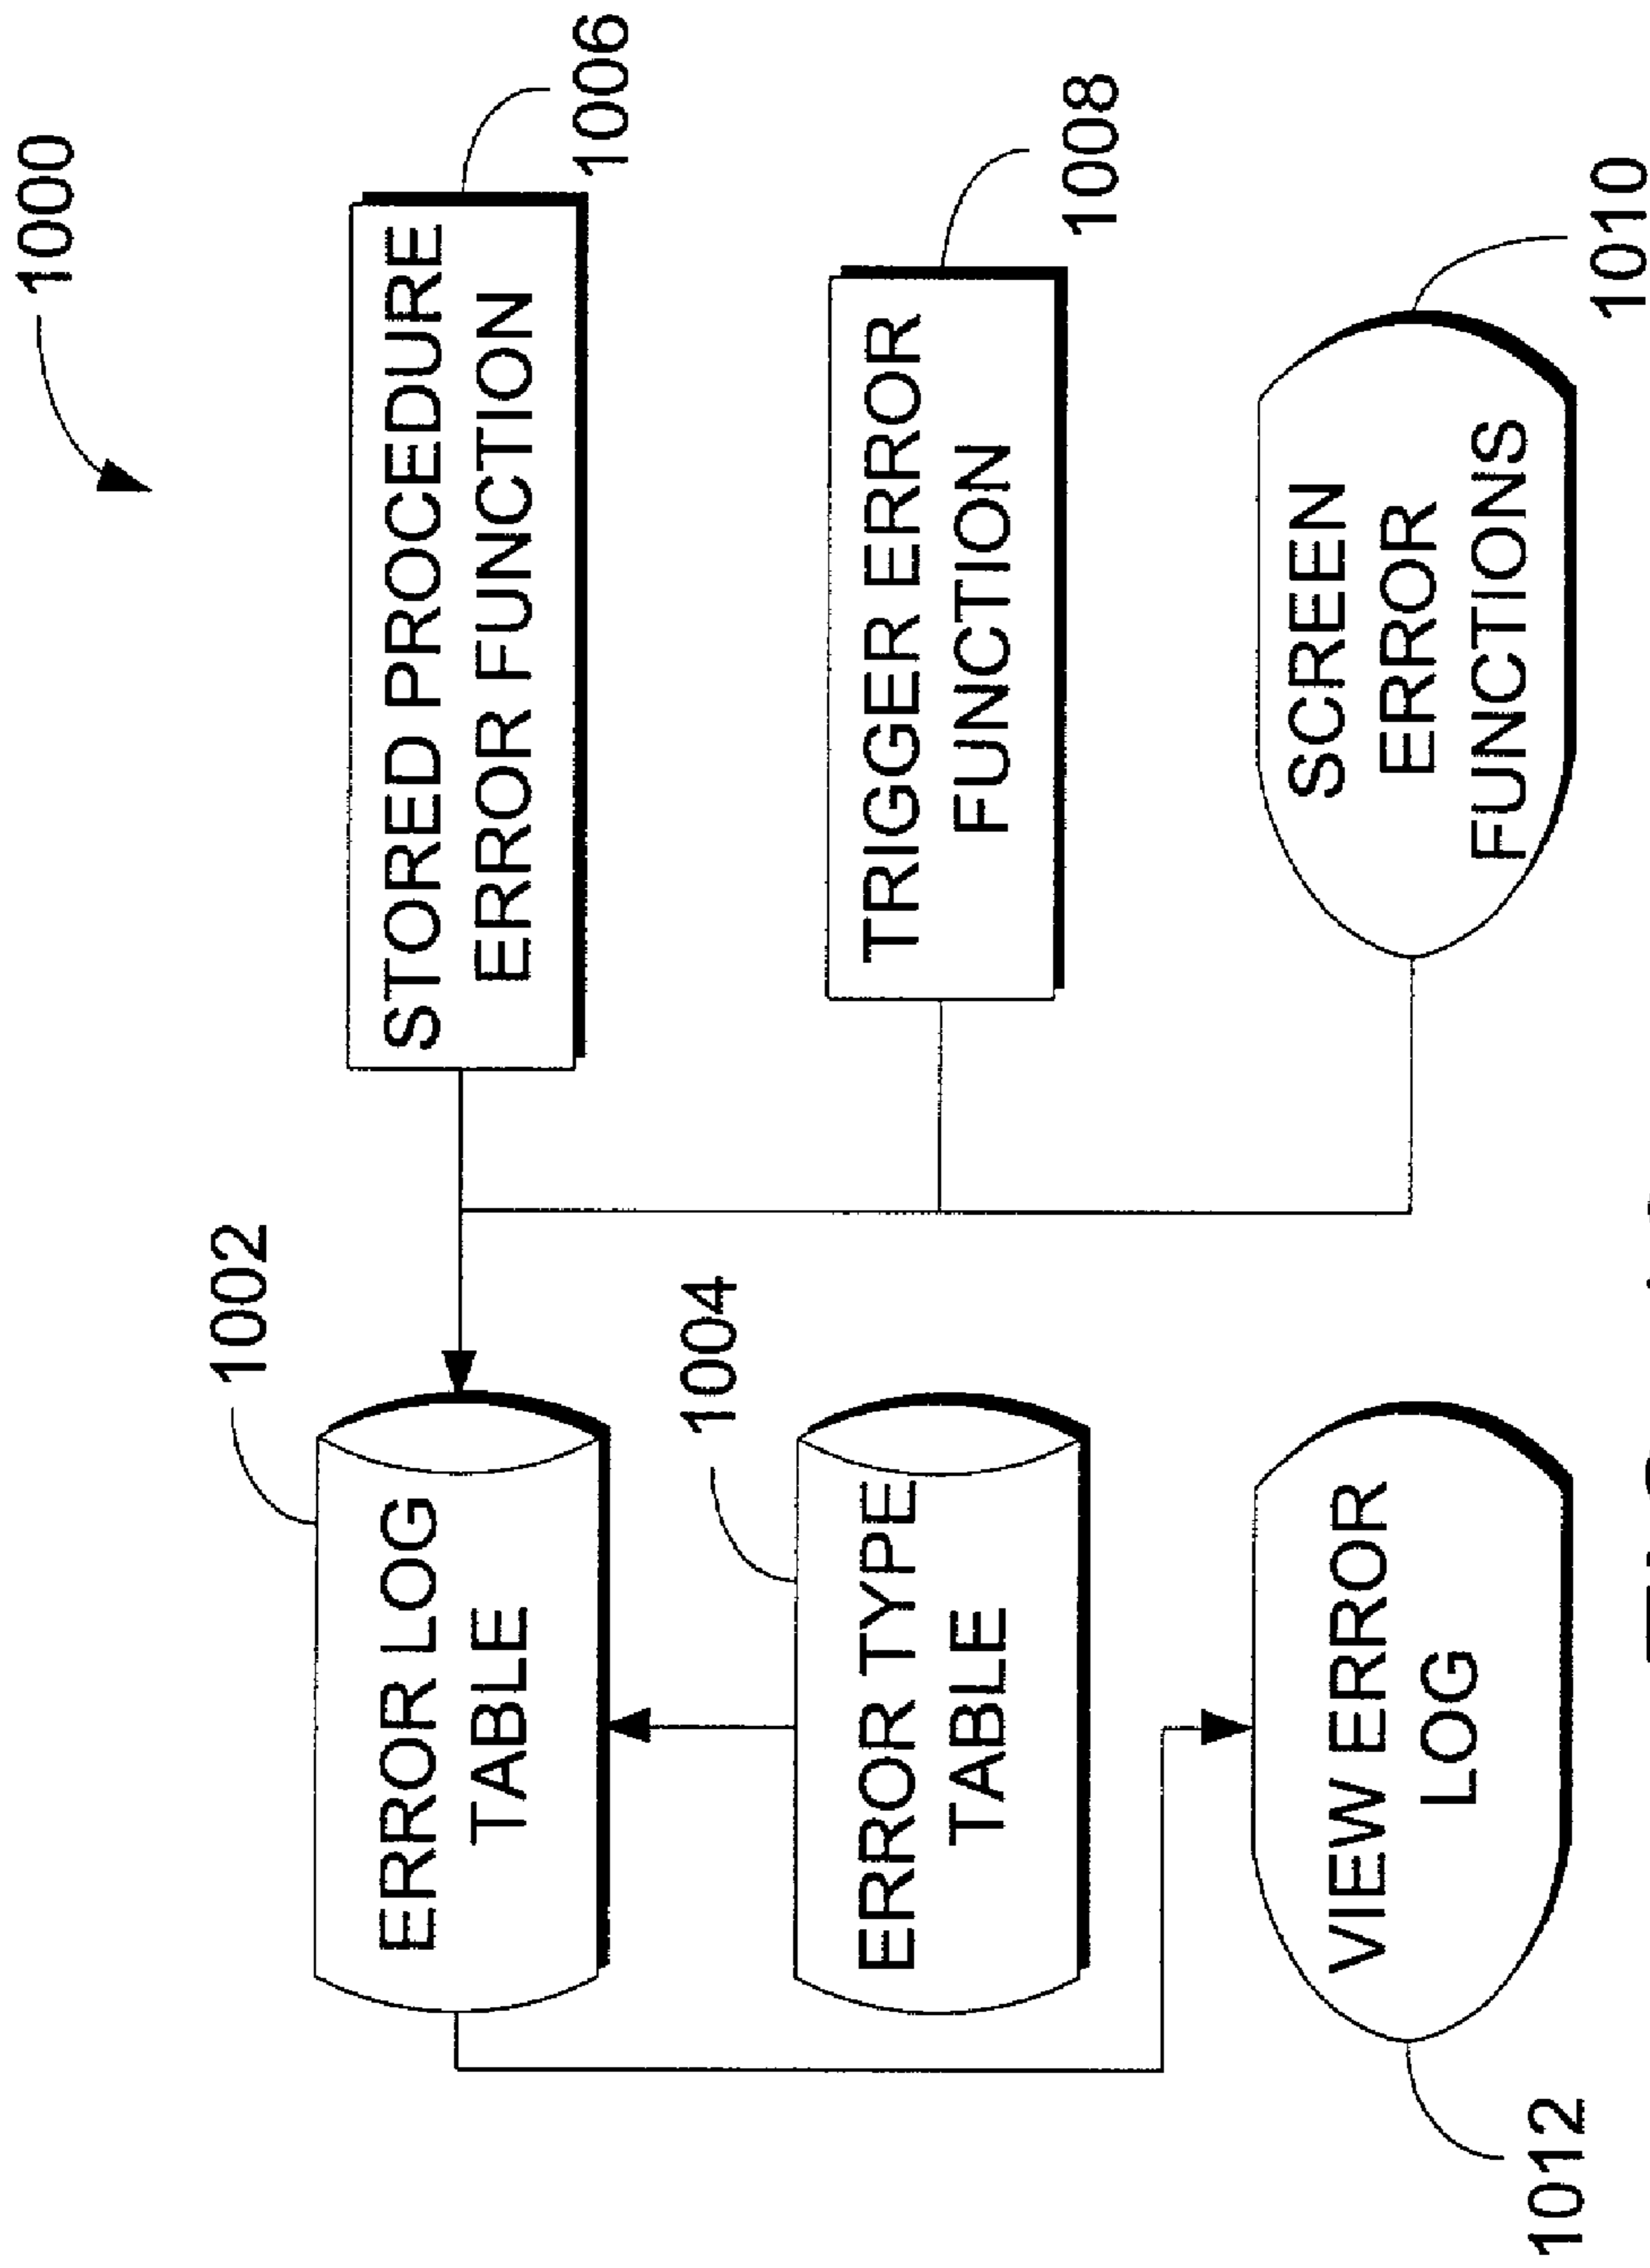 1000
1002
ERROR LOG
TABLE
STORED PROCEDURE
ERROR FUNCTION
1006
1004
ERROR TYPE
TABLE
TRIGGER ERROR
FUNCTION
1008
VIEW ERROR
LOG
1012
SCREEN
ERROR
FUNCTIONS
1010